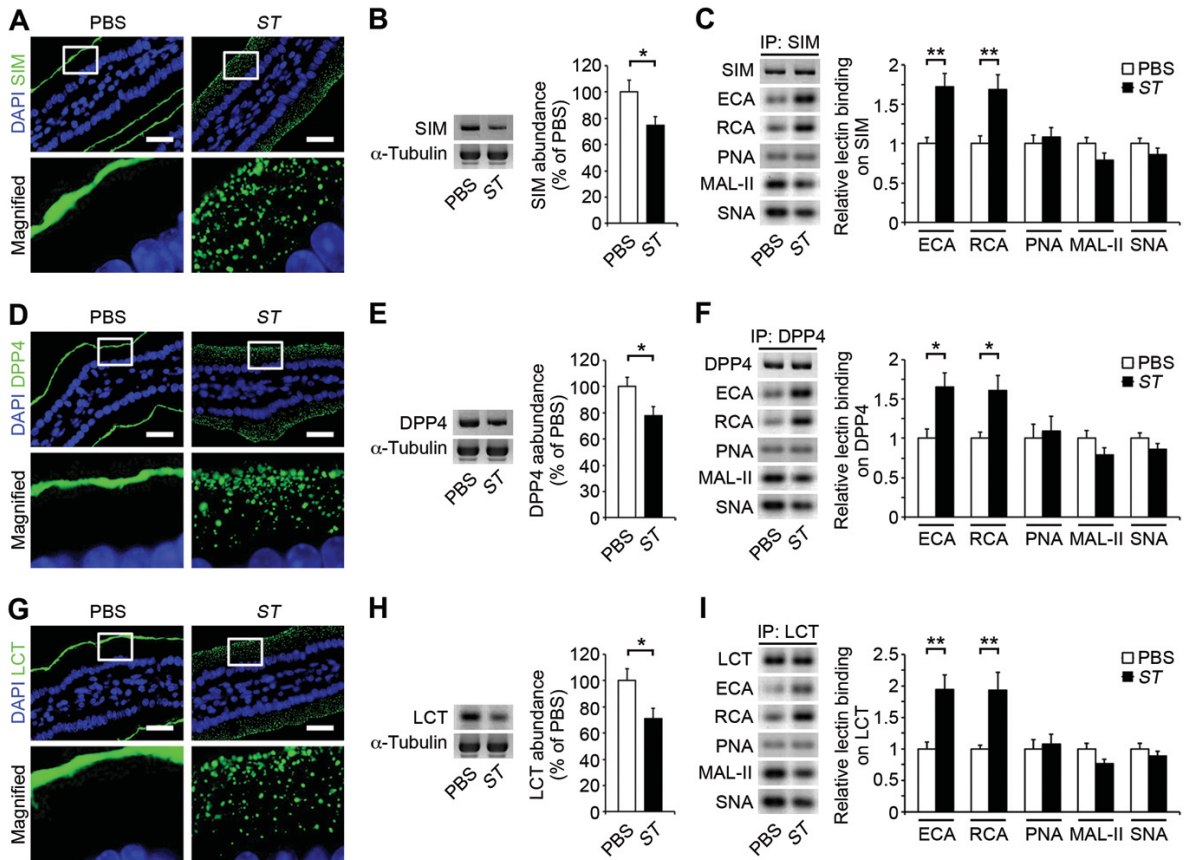 A
PBS
ST
DAPI SIM
Magnified
B
SIM
α-Tubulin
PBS
ST
SIM abundance
(% of PBS)
120
100
80
60
40
20
0
*
PBS
ST
C
IP: SIM
SIM
ECA
RCA
PNA
MAL-II
SNA
PBS
ST
Relative lectin binding
on SIM
2
1.5
1
0.5
0
**
**
PBS
ST
ECA
RCA
PNA
MAL-II
SNA
D
PBS
ST
DAPI DPP4
Magnified
E
DPP4
α-Tubulin
PBS
ST
DPP4 aabundance
(% of PBS)
120
100
80
60
40
20
0
*
PBS
ST
F
IP: DPP4
DPP4
ECA
RCA
PNA
MAL-II
SNA
PBS
ST
Relative lectin binding
on DPP4
2
1.5
1
0.5
0
*
*
PBS
ST
ECA
RCA
PNA
MAL-II
SNA
G
PBS
ST
DAPI LCT
Magnified
H
LCT
α-Tubulin
PBS
ST
LCT abundance
(% of PBS)
120
100
80
60
40
20
0
*
PBS
ST
I
IP: LCT
LCT
ECA
RCA
PNA
MAL-II
SNA
PBS
ST
Relative lectin binding
on LCT
2.5
2
1.5
1
0.5
0
**
**
PBS
ST
ECA
RCA
PNA
MAL-II
SNA